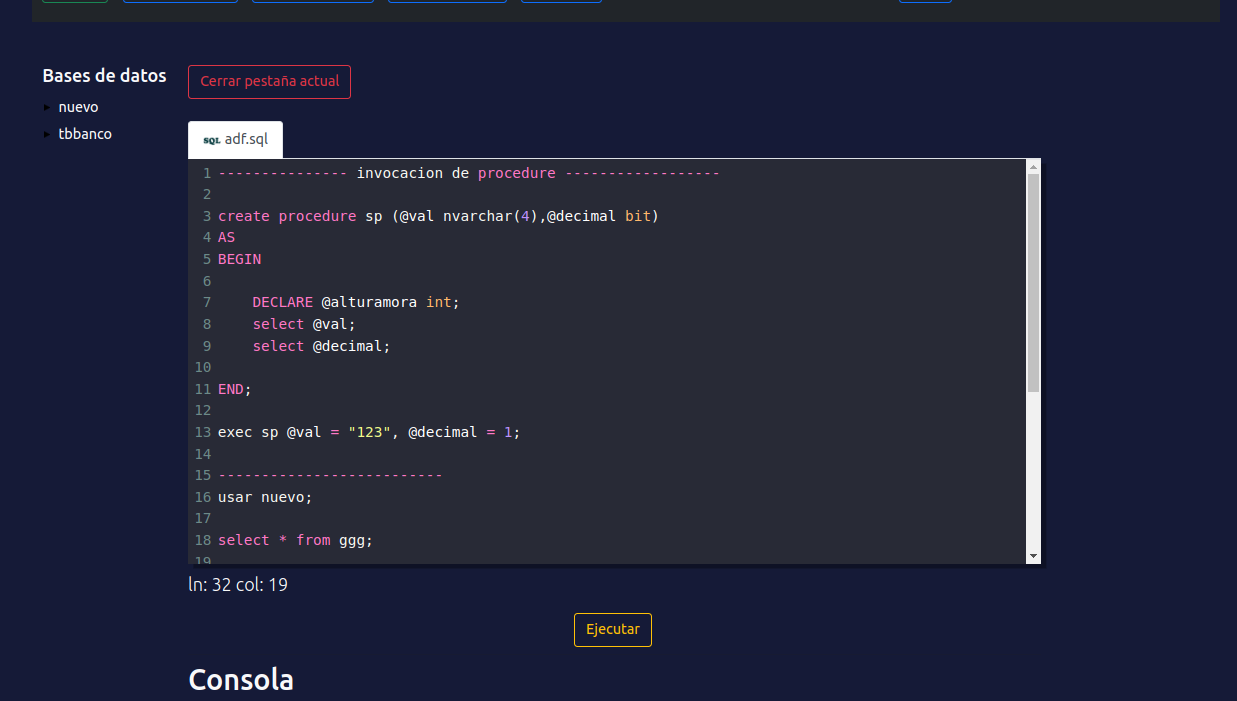 Bases de datos
nuevo
tbbanco
Cerrar pestaña actual
SQL adf.sql
1 --------------- invocacion de procedure ------------------
2
3 create procedure sp (@val nvarchar(4),@decimal bit)
4 AS
5 BEGIN
6
7     DECLARE @alturamora int;
8     select @val;
9     select @decimal;
10
11 END;
12
13 exec sp @val = "123", @decimal = 1;
14
15 --------------------------
16 usar nuevo;
17
18 select * from ggg;
19
ln: 32 col: 19
Ejecutar
Consola